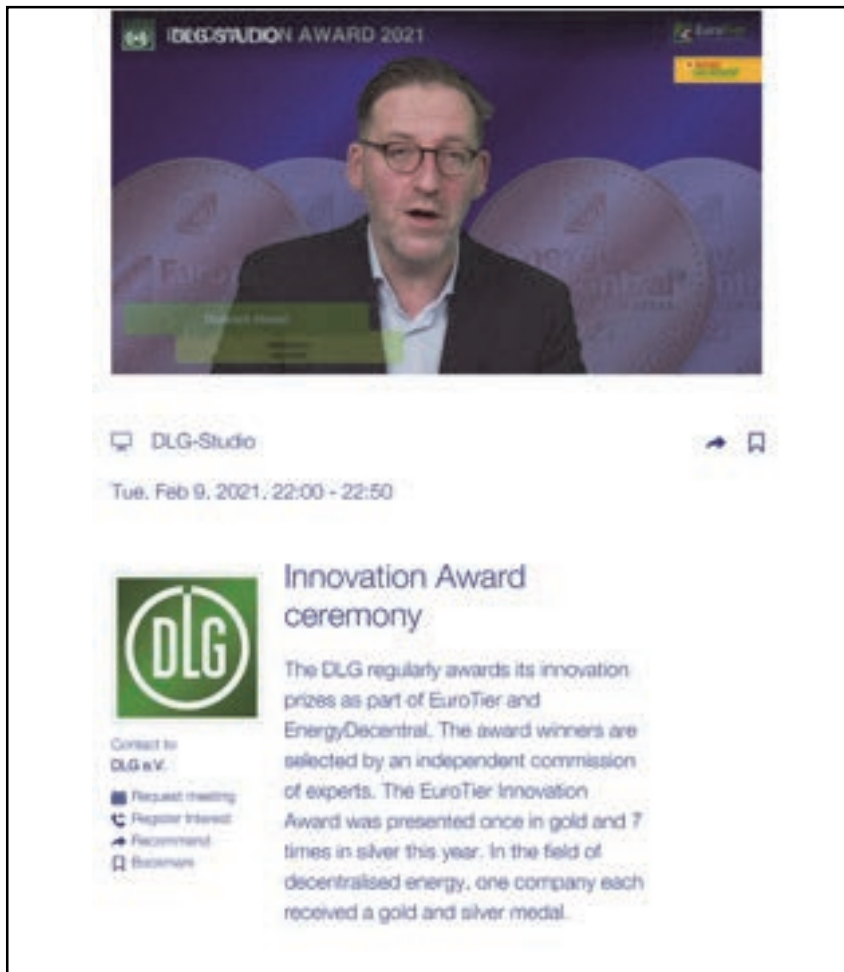 DLG-STUDIO
N AWARD 2021
EuroTier
DLG-Studio
Tue, Feb 9, 2021, 22:00 - 22:50
DLG
Contact to
DLG e.V.
Request meeting
Register Interest
Recommend
Bookmark
Innovation Award
ceremony
The DLG regularly awards its innovation
prizes as part of EuroTier and
EnergyDecentral. The award winners are
selected by an independent commission
of experts. The EuroTier Innovation
Award was presented once in gold and 7
times in silver this year. In the field of
decentralised energy, one company each
received a gold and silver medal.